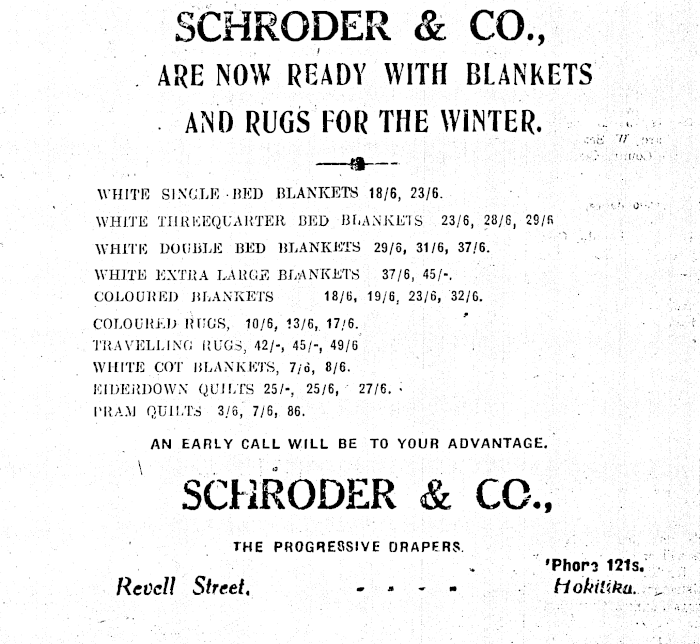 SCHRODER & CO.,
ARE NOW READY WITH BLANKETS
AND RUGS FOR THE WINTER.
WHITE SINGLE BED BLANKETS 18/6, 23/6.
WHITE THREEQUARTER BED BLANKETS 23/6, 28/6, 29/6
WHITE DOUBLE BED BLANKETS 29/6, 31/6, 37/6.
WHITE EXTRA LARGE BLANKETS 37/6, 45/-.
COLOURED BLANKETS 18/6, 19/6, 23/6, 32/6.
COLOURED RUGS, 10/6, 13/6, 17/6.
TRAVELLING RUGS, 42/-, 45/-, 49/6
WHITE COT BLANKETS, 7/6, 8/6.
EIDERDOWN QUILTS 25/-, 25/6, 27/6.
PRAM QUILTS 3/6, 7/6, 86.
AN EARLY CALL WILL BE TO YOUR ADVANTAGE.
SCHRODER & CO.,
THE PROGRESSIVE DRAPERS.
'Phone 121s.
Revell Street. - - - - Hokitika.